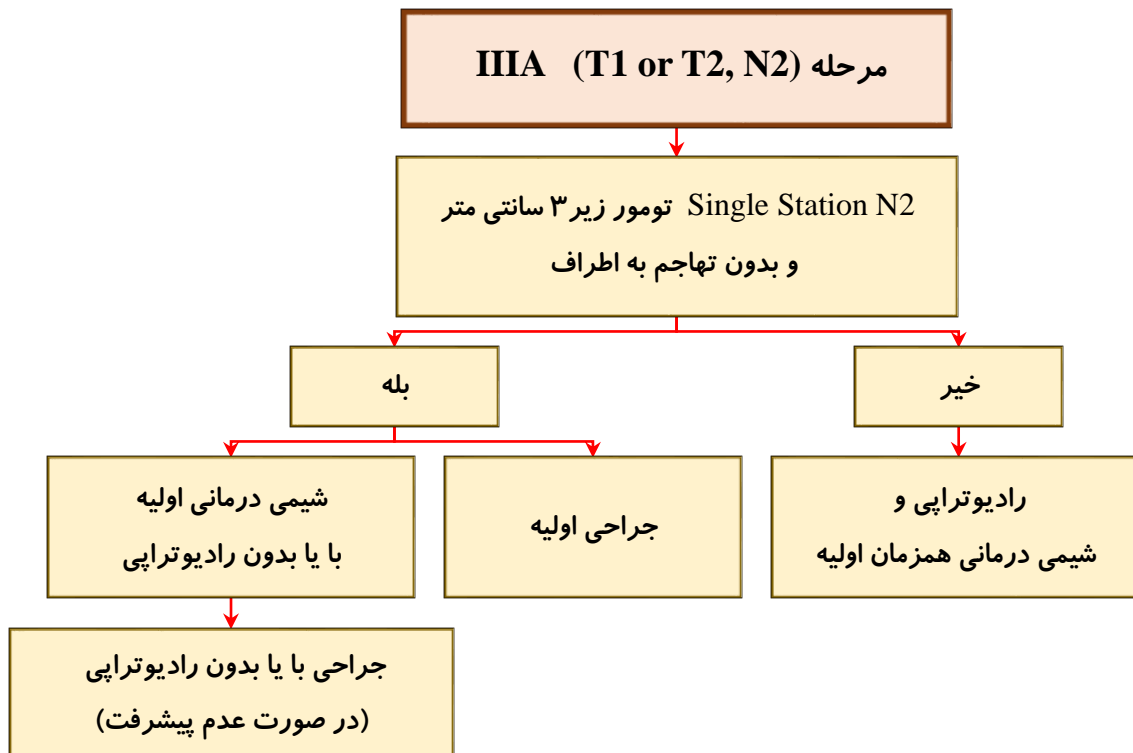 مرحله IIIA (T1 or T2, N2)
Single Station N2 تومور زیر ۳ سانتی متر
و بدون تهاجم به اطراف
خیر
بله
رادیوتراپی و
شیمی درمانی همزمان اولیه
جراحی اولیه
شیمی درمانی اولیه
با یا بدون رادیوتراپی
جراحی با یا بدون رادیوتراپی
(در صورت عدم پیشرفت)